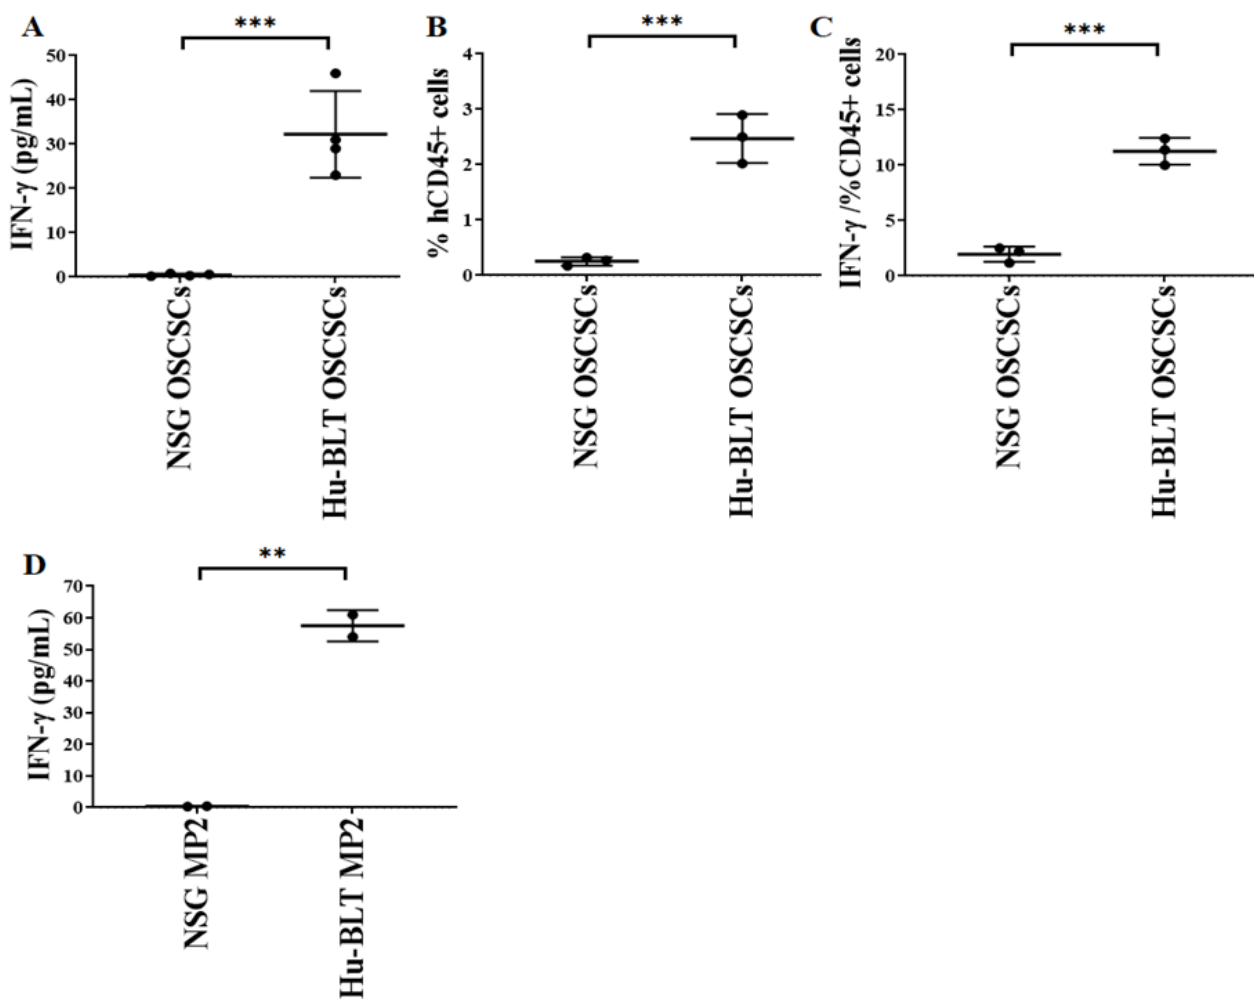 A
***
IFN-γ (pg/mL)
50
40
30
20
10
0
NSG OSCSCs
Hu-BLT OSCSCs
B
***
% hCD45+ cells
4
3
2
1
0
NSG OSCSCs
Hu-BLT OSCSCs
C
***
IFN-γ /%CD45+ cells
20
15
10
5
0
NSG OSCSCs
Hu-BLT OSCSCs
D
**
IFN-γ (pg/mL)
70
60
50
40
30
20
10
0
NSG MP2
Hu-BLT MP2